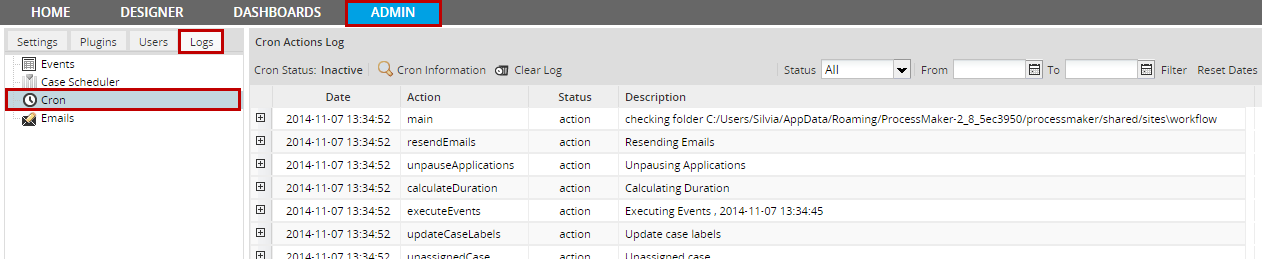 HOME DESIGNER DASHBOARDS ADMIN
Settings Plugins Users Logs
Events
Case Scheduler
Cron
Emails
Cron Actions Log
Cron Status: Inactive Cron Information Clear Log Status All From To Filter Reset Dates
Date Action Status Description
2014-11-07 13:34:52 main action checking folder C:/Users/Silvia/AppData/Roaming/ProcessMaker-2_8_5ec3950/processmaker/shared/sites\workflow
2014-11-07 13:34:52 resendEmails action Resending Emails
2014-11-07 13:34:52 unpauseApplications action Unpausing Applications
2014-11-07 13:34:52 calculateDuration action Calculating Duration
2014-11-07 13:34:52 executeEvents action Executing Events , 2014-11-07 13:34:45
2014-11-07 13:34:52 updateCaseLabels action Update case labels
2014-11-07 13:34:52 unassignedCase action Unassigned case